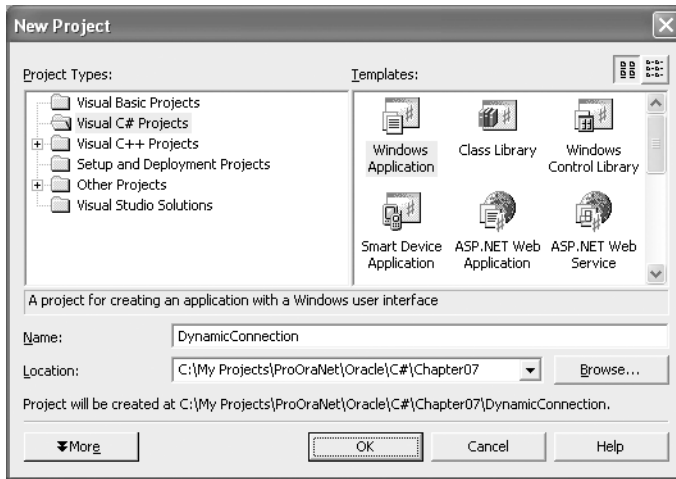 New Project
Project Types:
Templates:
Visual Basic Projects
Visual C# Projects
Visual C++ Projects
Setup and Deployment Projects
Other Projects
Visual Studio Solutions
Windows Application
Class Library
Windows Control Library
Smart Device Application
ASP.NET Web Application
ASP.NET Web Service
A project for creating an application with a Windows user interface
Name:
DynamicConnection
Location:
C:\My Projects\ProOraNet\Oracle\C#\Chapter07
Browse...
Project will be created at C:\My Projects\ProOraNet\Oracle\C#\Chapter07\DynamicConnection.
More
OK
Cancel
Help